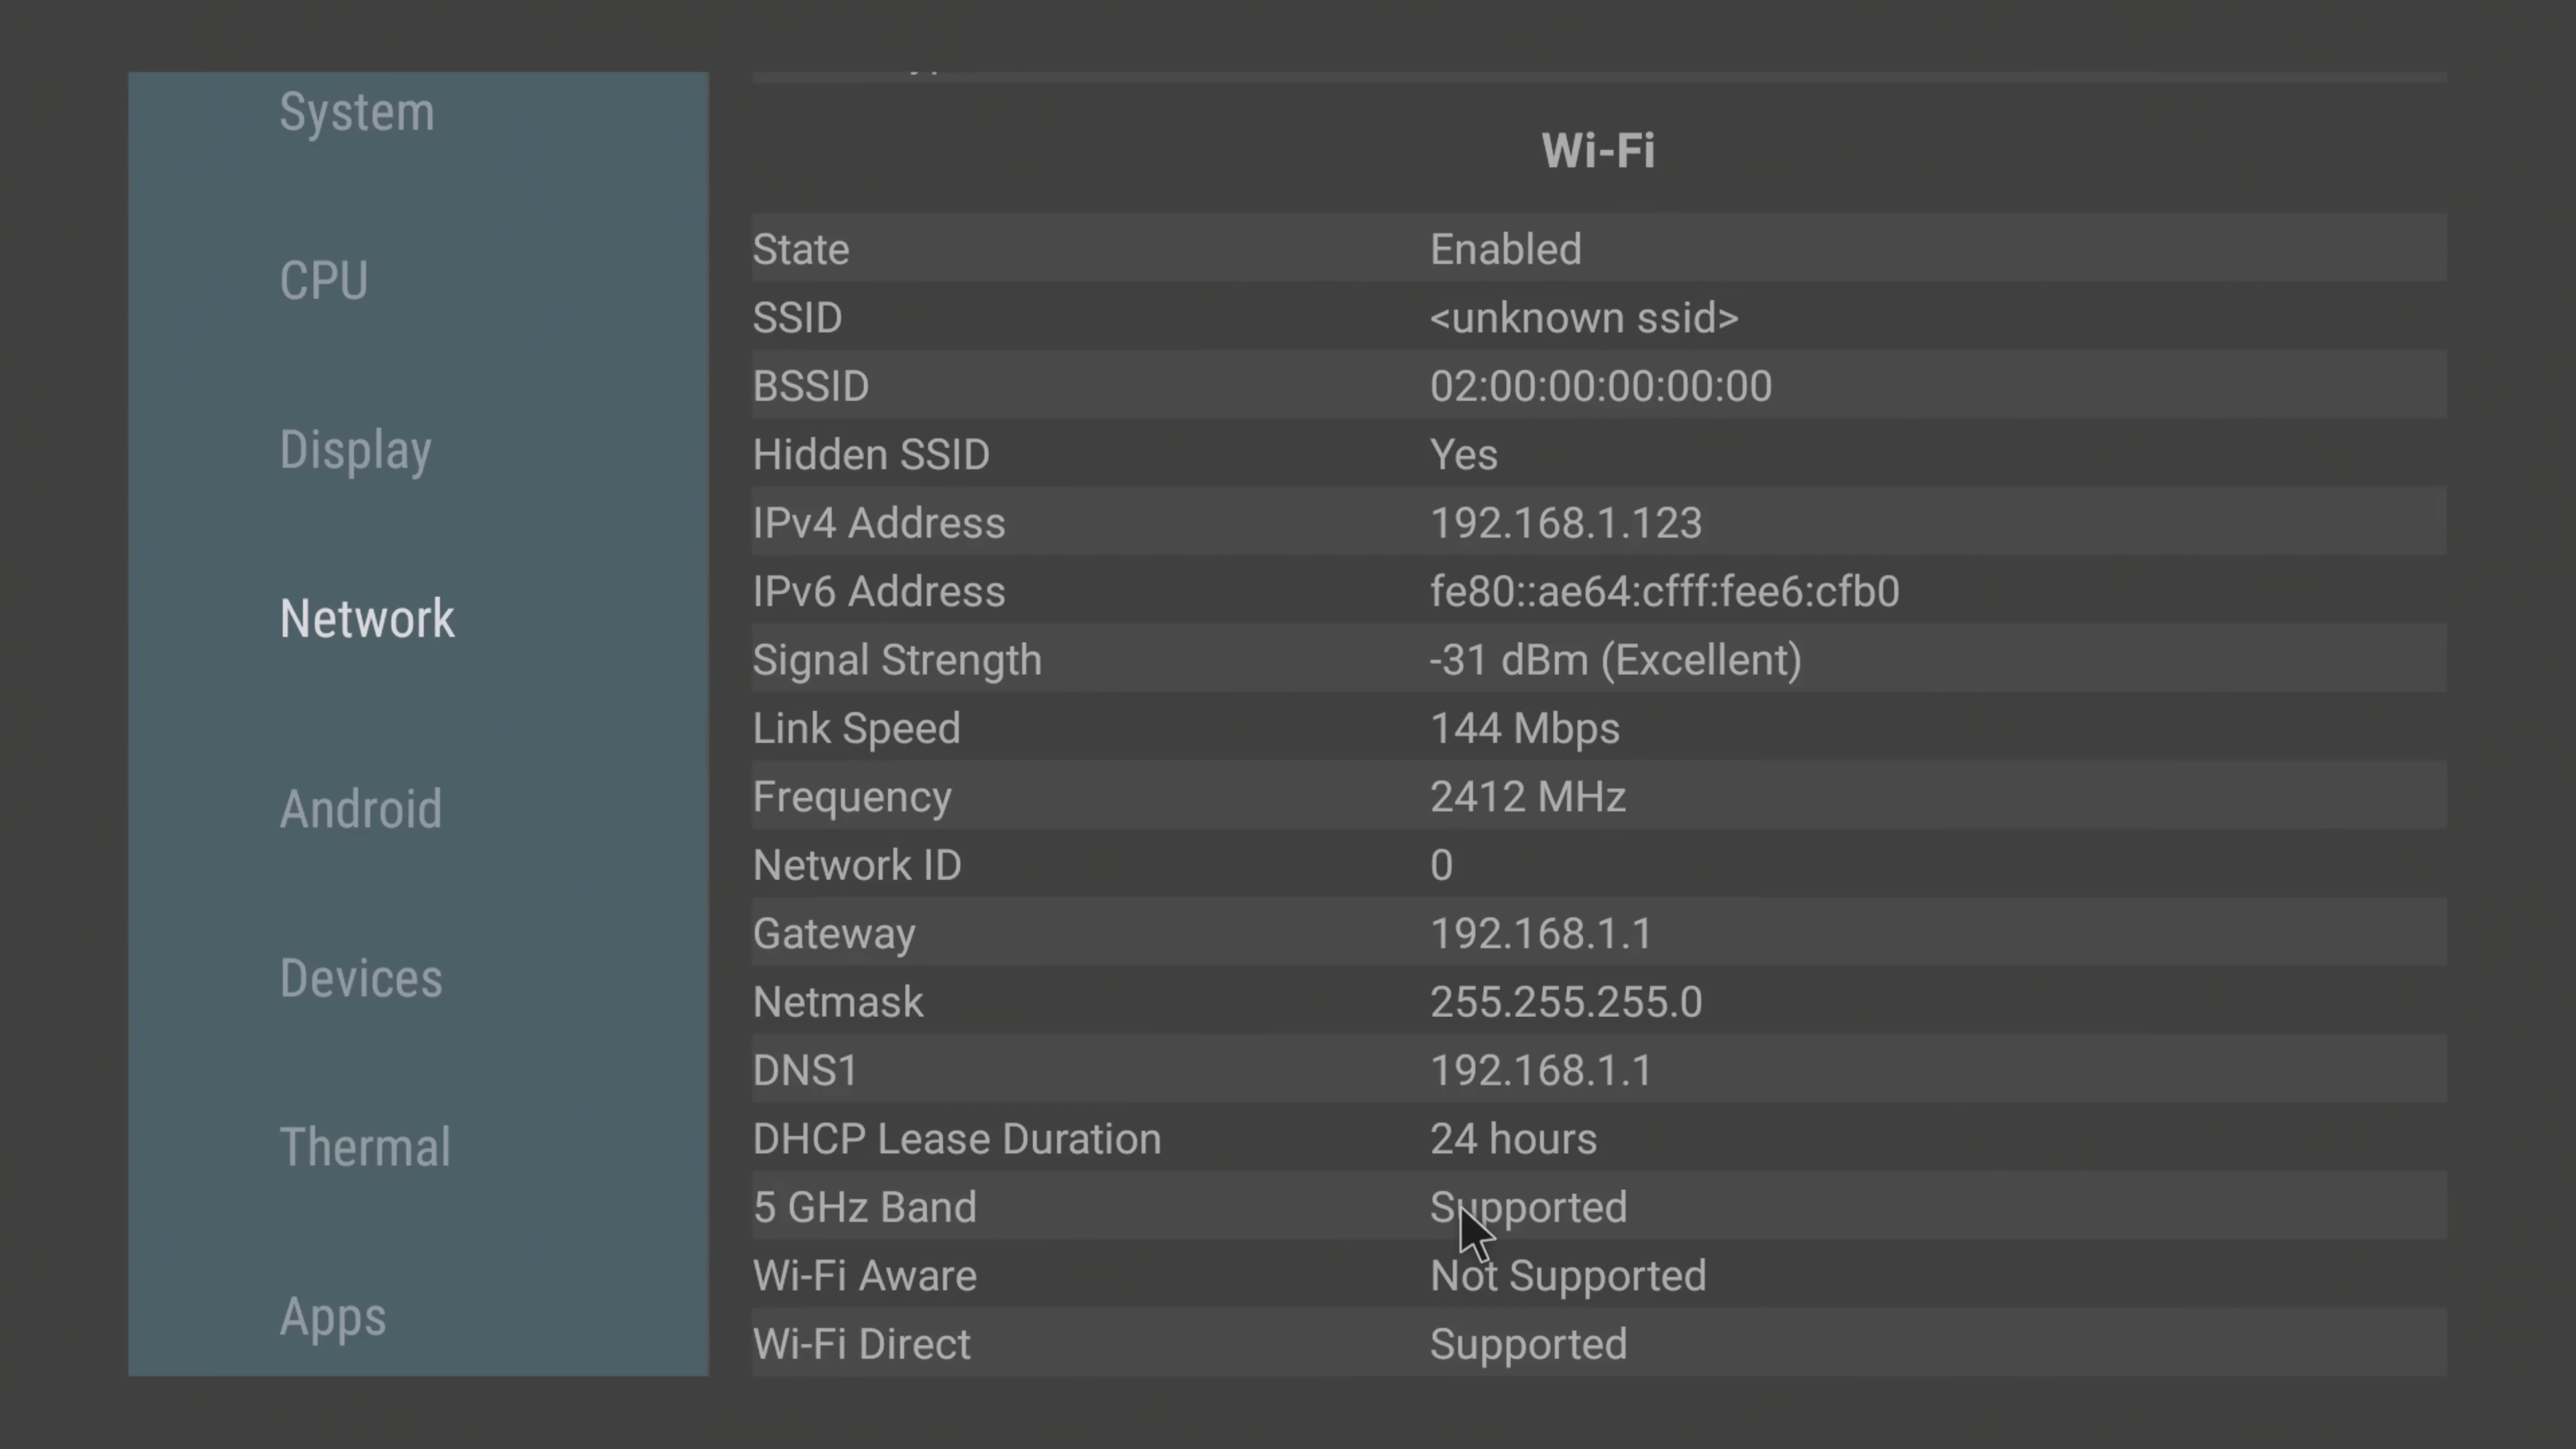 System
CPU
Display
Network
Android
Devices
Thermal
Apps
Wi-Fi
State Enabled
SSID <unknown ssid>
BSSID 02:00:00:00:00:00
Hidden SSID Yes
IPv4 Address 192.168.1.123
IPv6 Address fe80::ae64:cfff:fee6:cfb0
Signal Strength -31 dBm (Excellent)
Link Speed 144 Mbps
Frequency 2412 MHz
Network ID 0
Gateway 192.168.1.1
Netmask 255.255.255.0
DNS1 192.168.1.1
DHCP Lease Duration 24 hours
5 GHz Band Supported
Wi-Fi Aware Not Supported
Wi-Fi Direct Supported